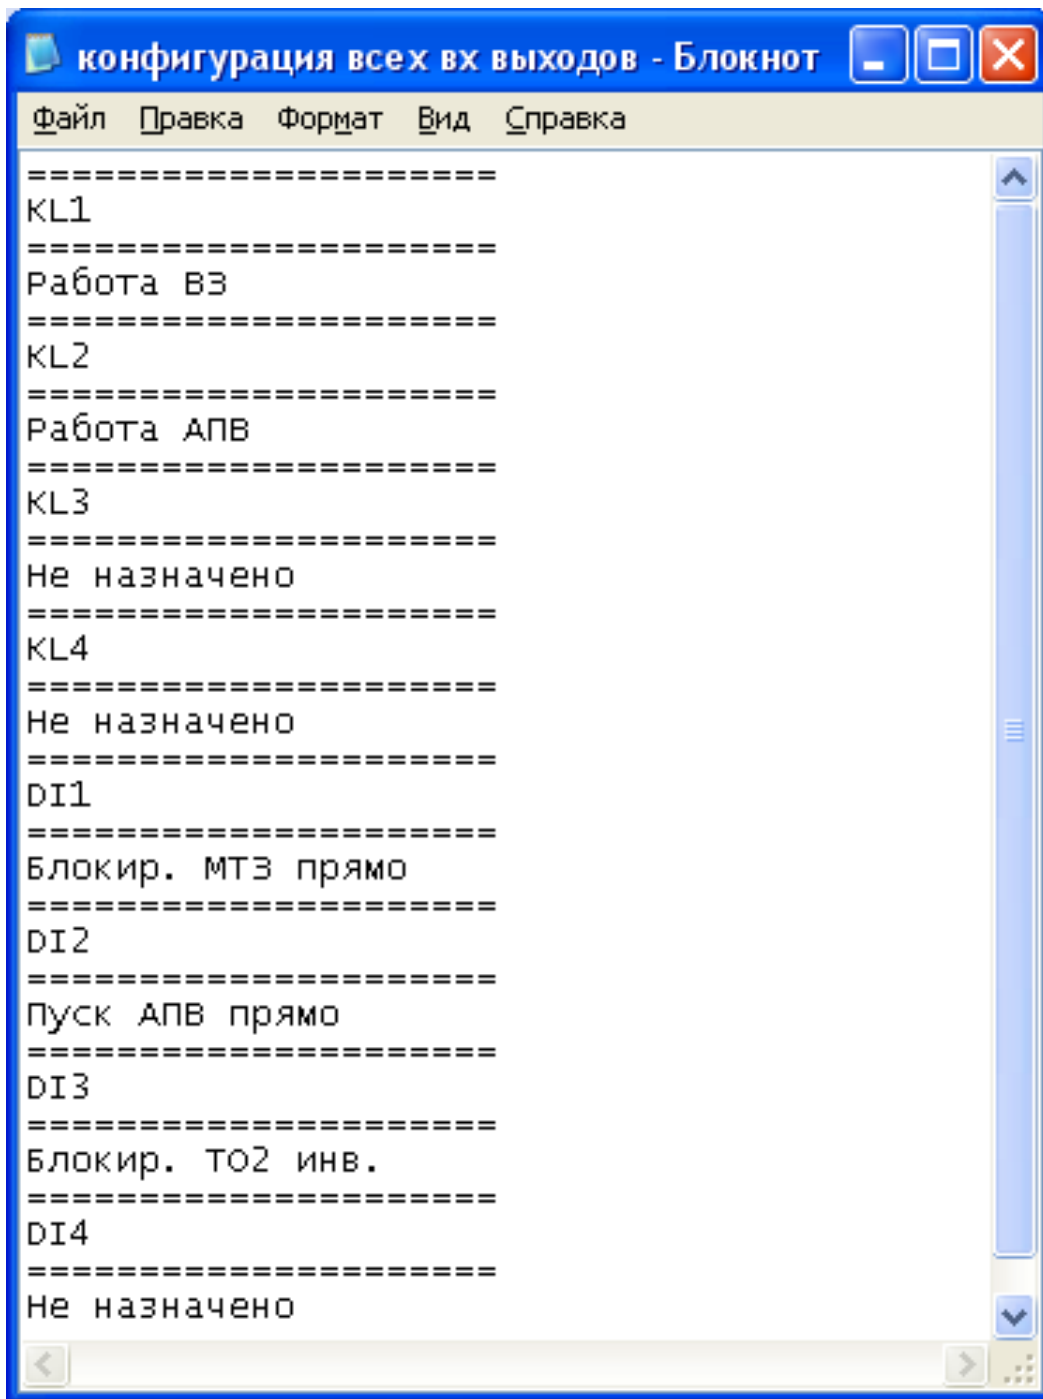 конфигурация всех вх выходов - Блокнот
Файл Правка Формат Вид Справка
=====================
KL1
=====================
Работа ВЗ
=====================
KL2
=====================
Работа АПВ
=====================
KL3
=====================
Не назначено
=====================
KL4
=====================
Не назначено
=====================
DI1
=====================
Блокир. МТЗ прямо
=====================
DI2
=====================
Пуск АПВ прямо
=====================
DI3
=====================
Блокир. ТО2 инв.
=====================
DI4
=====================
Не назначено